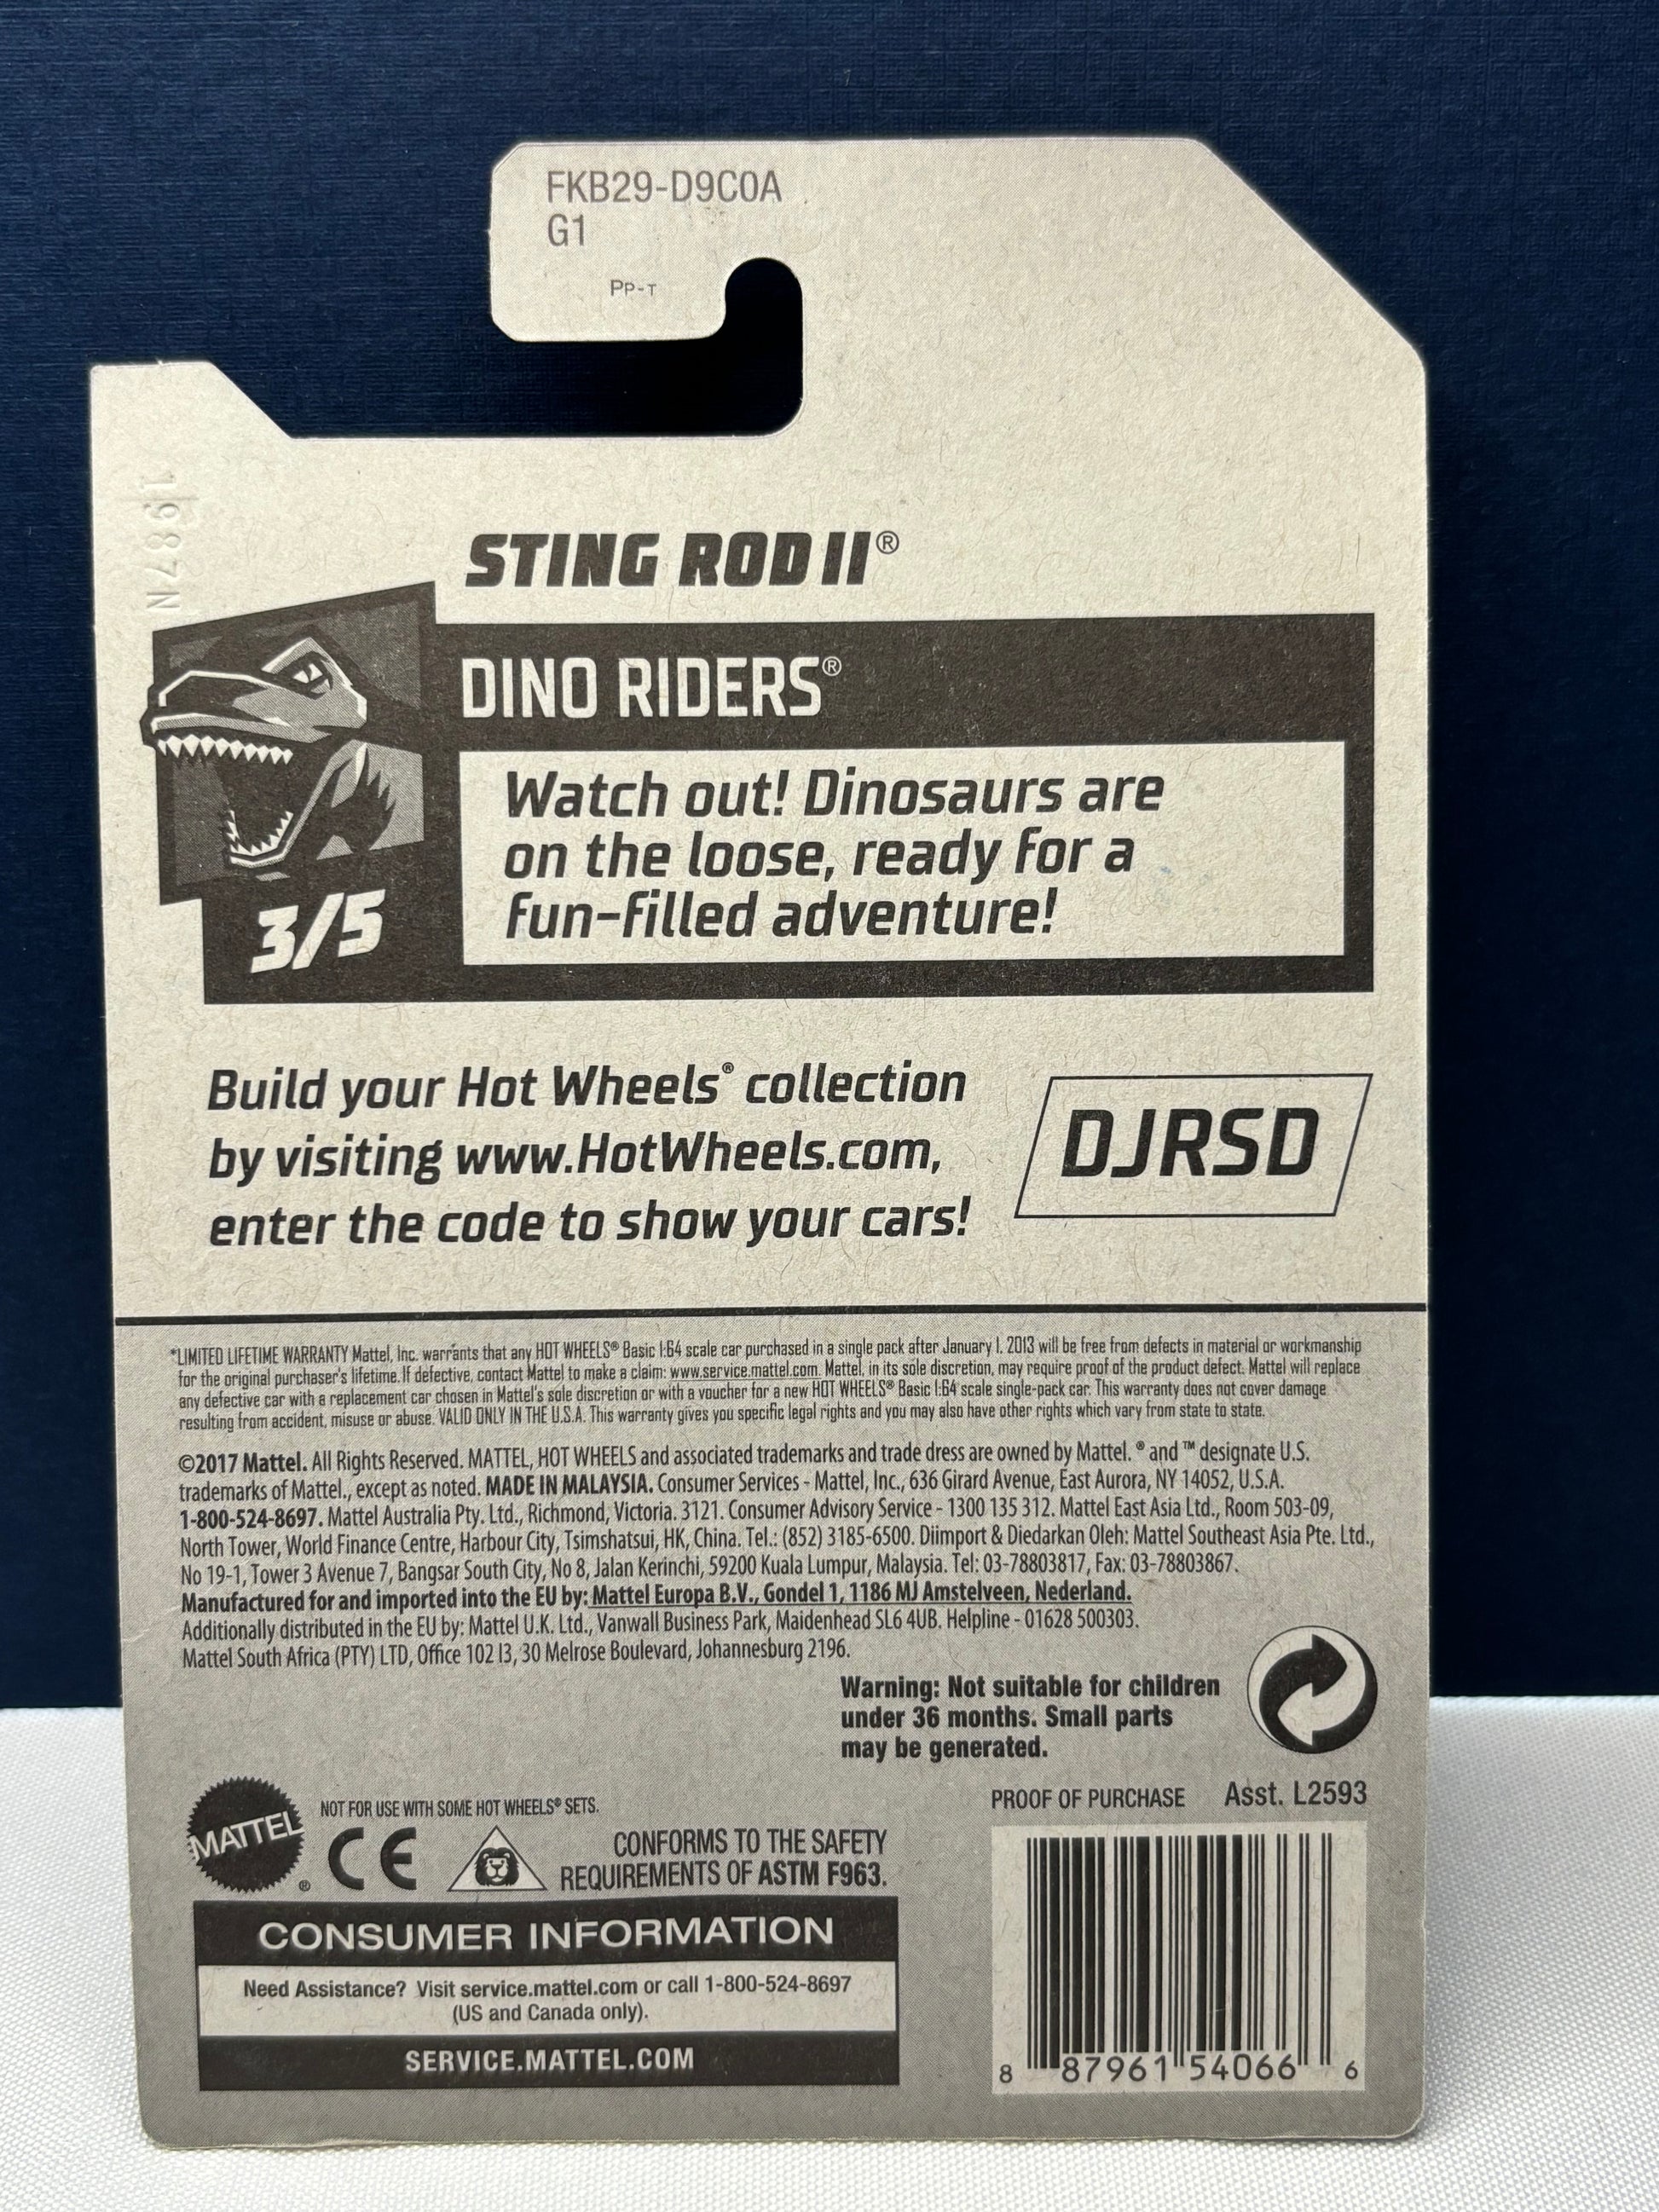 FKB29-D9C0A
G1
PP-T
1987N
STING ROD II®
DINO RIDERS®
Watch out! Dinosaurs are
on the loose, ready for a
fun-filled adventure!
3/5
Build your Hot Wheels® collection
by visiting www.HotWheels.com,
enter the code to show your cars!
DJRSD
*LIMITED LIFETIME WARRANTY Mattel, Inc. warrants that any HOT WHEELS® Basic 1:64 scale car purchased in a single pack after January 1, 2013 will be free from defects in material or workmanship
for the original purchaser's lifetime. If defective, contact Mattel to make a claim: www.service.mattel.com. Mattel, in its sole discretion, may require proof of the product defect. Mattel will replace
any defective car with a replacement car chosen in Mattel's sole discretion or with a voucher for a new HOT WHEELS® Basic 1:64 scale single-pack car. This warranty does not cover damage
resulting from accident, misuse or abuse. VALID ONLY IN THE U.S.A. This warranty gives you specific legal rights and you may also have other rights which vary from state to state.
©2017 Mattel. All Rights Reserved. MATTEL, HOT WHEELS and associated trademarks and trade dress are owned by Mattel. ® and ™ designate U.S.
trademarks of Mattel., except as noted. MADE IN MALAYSIA. Consumer Services - Mattel, Inc., 636 Girard Avenue, East Aurora, NY 14052, U.S.A.
1-800-524-8697. Mattel Australia Pty. Ltd., Richmond, Victoria. 3121. Consumer Advisory Service - 1300 135 312. Mattel East Asia Ltd., Room 503-09,
North Tower, World Finance Centre, Harbour City, Tsimshatsui, HK, China. Tel.: (852) 3185-6500. Diimport & Diedarkan Oleh: Mattel Southeast Asia Pte. Ltd.,
No 19-1, Tower 3 Avenue 7, Bangsar South City, No 8, Jalan Kerinchi, 59200 Kuala Lumpur, Malaysia. Tel: 03-78803817, Fax: 03-78803867.
Manufactured for and imported into the EU by: Mattel Europa B.V., Gondel 1, 1186 MJ Amstelveen, Nederland.
Additionally distributed in the EU by: Mattel U.K. Ltd., Vanwall Business Park, Maidenhead SL6 4UB. Helpline - 01628 500303.
Mattel South Africa (PTY) LTD, Office 102 I3, 30 Melrose Boulevard, Johannesburg 2196.
Warning: Not suitable for children
under 36 months. Small parts
may be generated.
MATTEL®
NOT FOR USE WITH SOME HOT WHEELS® SETS.
CE
CONFORMS TO THE SAFETY
REQUIREMENTS OF ASTM F963.
PROOF OF PURCHASE Asst. L2593
CONSUMER INFORMATION
Need Assistance? Visit service.mattel.com or call 1-800-524-8697
(US and Canada only).
SERVICE.MATTEL.COM
8 87961 54066 6